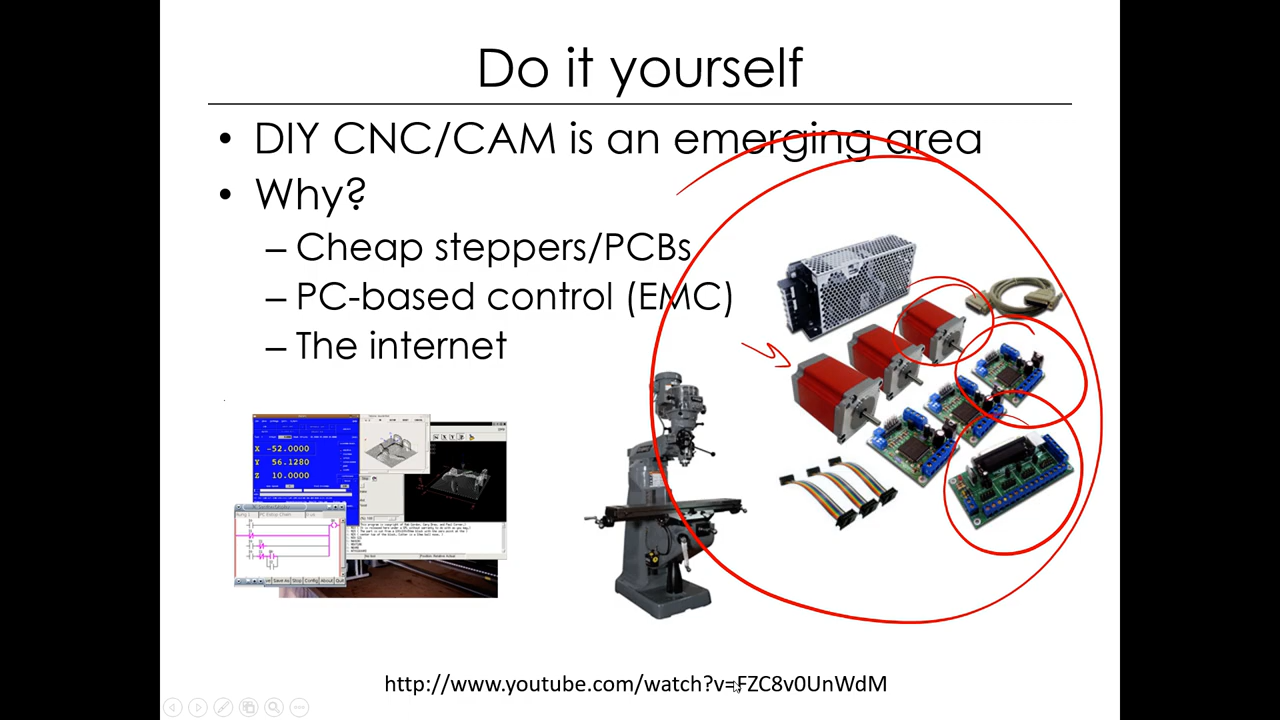 Do it yourself
• DIY CNC/CAM is an emerging area
• Why?
– Cheap steppers/PCBs
– PC-based control (EMC)
– The internet
X -52.0000
Y 56.1280
Z 10.0000
http://www.youtube.com/watch?v=FZC8v0UnWdM